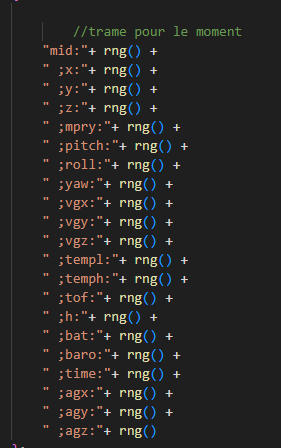 //trame pour le moment
"mid:"+ rng() +
" ;x:"+ rng() +
" ;y:"+ rng() +
" ;z:"+ rng() +
" ;mpry:"+ rng() +
" ;pitch:"+ rng() +
" ;roll:"+ rng() +
" ;yaw:"+ rng() +
" ;vgx:"+ rng() +
" ;vgy:"+ rng() +
" ;vgz:"+ rng() +
" ;templ:"+ rng() +
" ;temph:"+ rng() +
" ;tof:"+ rng() +
" ;h:"+ rng() +
" ;bat:"+ rng() +
" ;baro:"+ rng() +
" ;time:"+ rng() +
" ;agx:"+ rng() +
" ;agy:"+ rng() +
" ;agz:"+ rng()